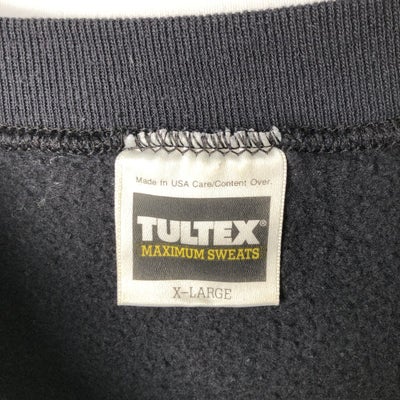 Made In USA Care/Content Over.
TULTEX®
MAXIMUM SWEATS
X-LARGE